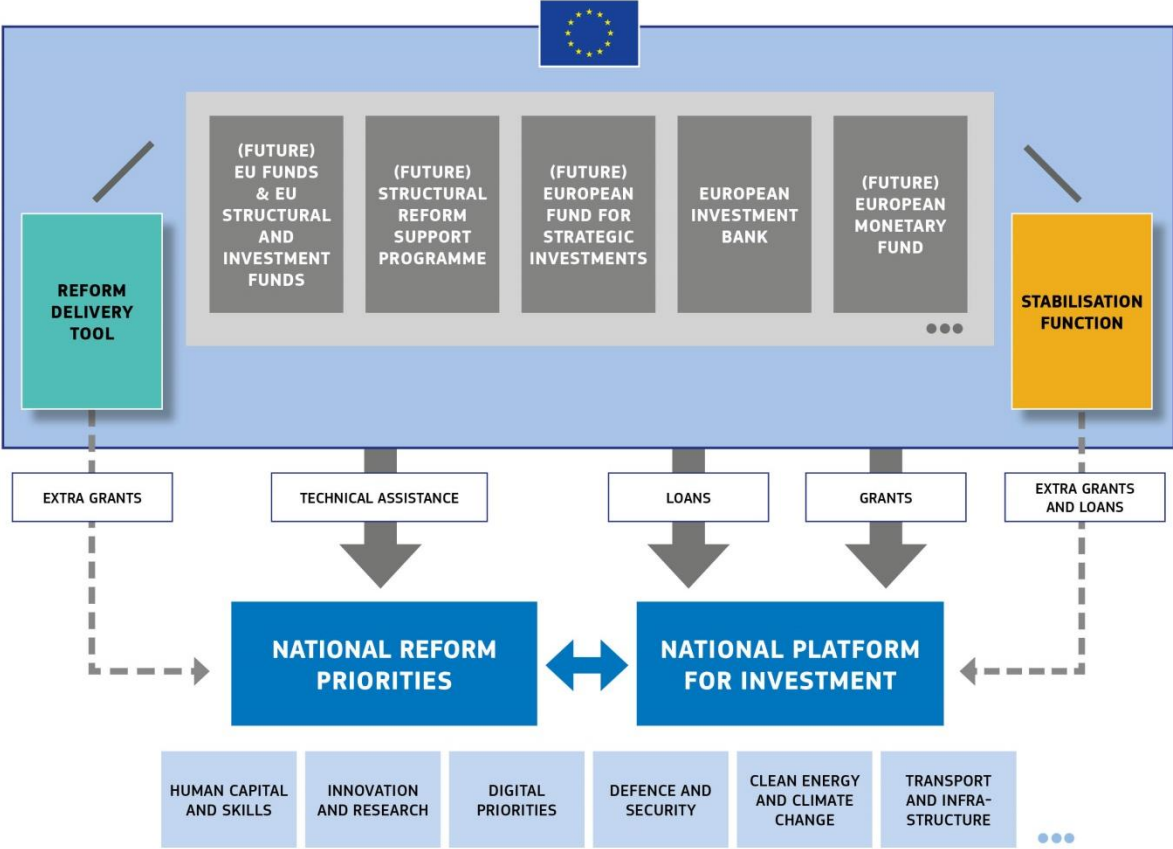 (FUTURE)
EU FUNDS
& EU
STRUCTURAL
AND
INVESTMENT
FUNDS
(FUTURE)
STRUCTURAL
REFORM
SUPPORT
PROGRAMME
(FUTURE)
EUROPEAN
FUND FOR
STRATEGIC
INVESTMENTS
EUROPEAN
INVESTMENT
BANK
(FUTURE)
EUROPEAN
MONETARY
FUND
REFORM
DELIVERY
TOOL
STABILISATION
FUNCTION
EXTRA GRANTS
TECHNICAL ASSISTANCE
LOANS
GRANTS
EXTRA GRANTS
AND LOANS
NATIONAL REFORM
PRIORITIES
NATIONAL PLATFORM
FOR INVESTMENT
HUMAN CAPITAL
AND SKILLS
INNOVATION
AND RESEARCH
DIGITAL
PRIORITIES
DEFENCE AND
SECURITY
CLEAN ENERGY
AND CLIMATE
CHANGE
TRANSPORT
AND INFRA-
STRUCTURE